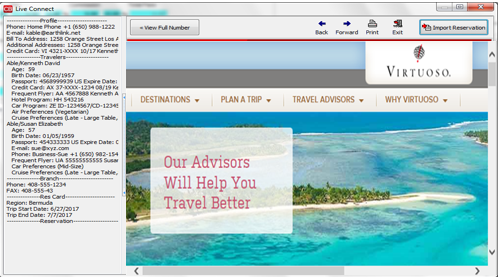 Live Connect
« View Full Number
Back
Forward
Print
Exit
Import Reservation
Profile
Phone: Home Phone +1 (650) 988-1222
E-mail: kable@earthlink.net
Bill To Address: 1258 Orange Street Los A
Additional Addresses: 1258 Orange Street
Credit Card: VI 4321-XXXX 10/17 Kenneth
Travelers
Able/Kenneth David
Age: 59
Birth Date: 06/23/1957
Passport: 4568999939 US Expire Date:
Credit Card: AX 37-XXXX-1234 08/19 Ke
Frequent Flyer: AA 4567888 Kenneth A
Hotel Program: HH 543216
Car Program: ZE ID-1234567/CD-12345
Air Preferences (Vegetarian)
Cruise Preferences (Late - Large Table,
Able/Susan Elizabeth
Age: 57
Birth Date: 01/05/1959
Passport: 454333333 US Expire Date:
E-mail: sue@xyz.com
Phone: Business-Sue +1 (650) 982-154
Frequent Flyer: UA 5555555555 Susan
Car Preferences (Mid-Size)
Cruise Preferences (Late - Large Table,
Branch
Phone: 408-555-1234
FAX: 408-555-43
Res Card
Region: Bermuda
Trip Start Date: 6/27/2017
Trip End Date: 7/7/2017
Reservation
VIRTUOSO.
DESTINATIONS
PLAN A TRIP
TRAVEL ADVISORS
WHY VIRTUOSO
Our Advisors
Will Help You
Travel Better